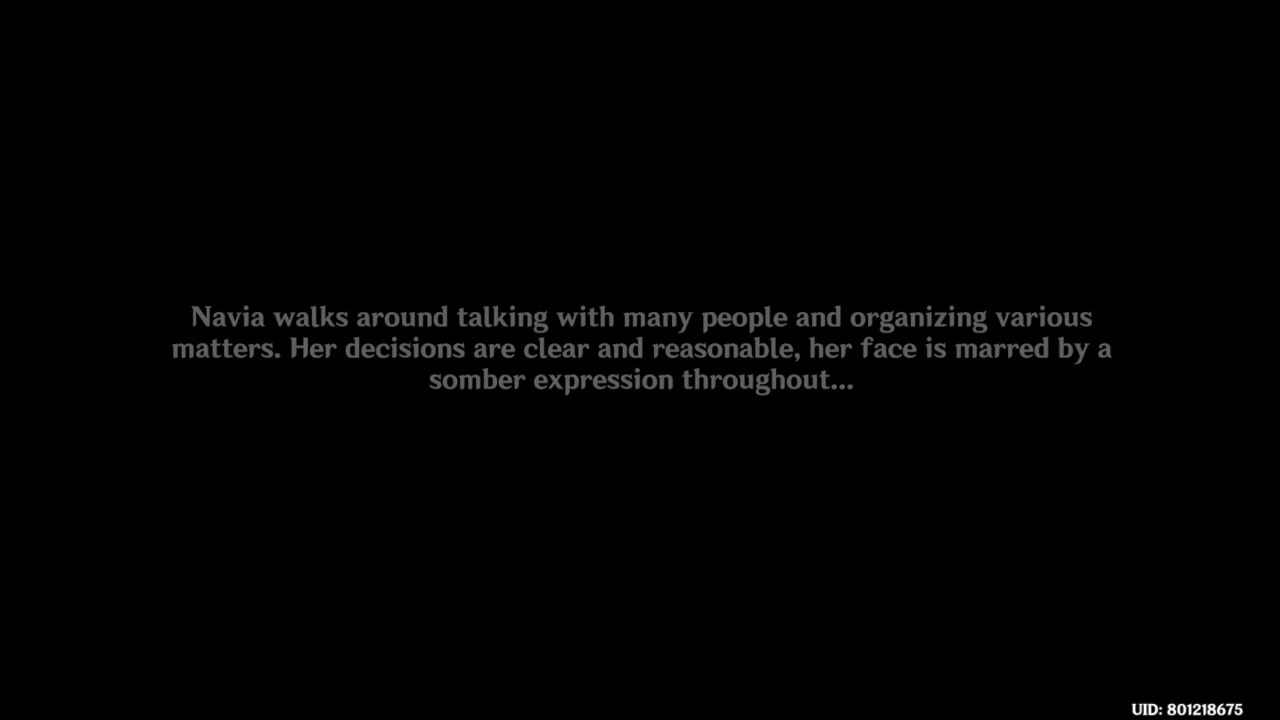 Navia walks around talking with many people and organizing various
matters. Her decisions are clear and reasonable, her face is marred by a
somber expression throughout...
UID: 801218675